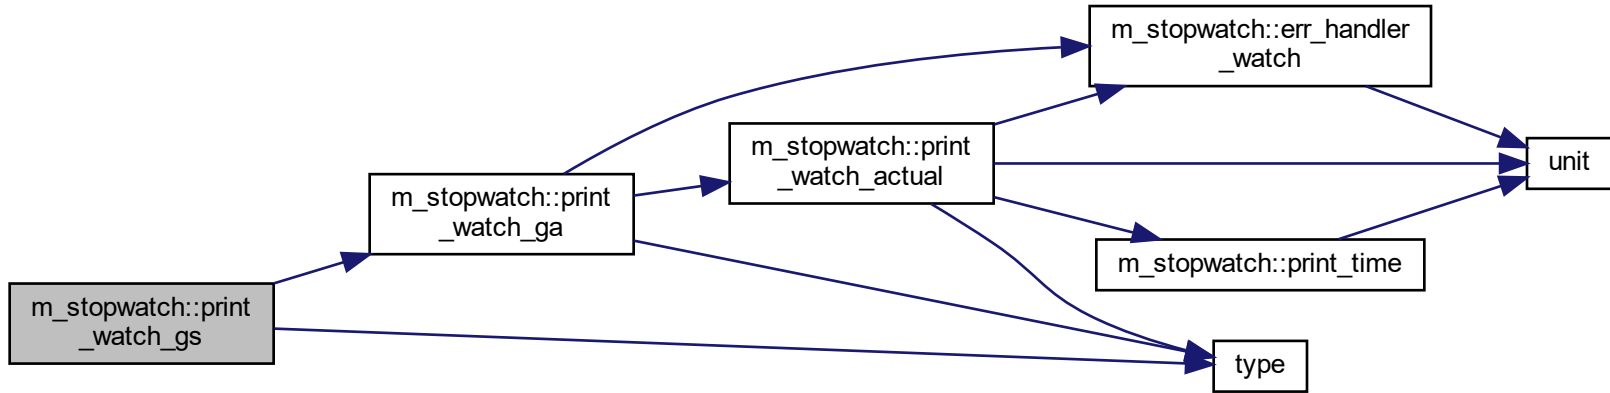 m_stopwatch::print
_watch_gs
m_stopwatch::print
_watch_ga
m_stopwatch::print
_watch_actual
m_stopwatch::err_handler
_watch
m_stopwatch::print_time
type
unit